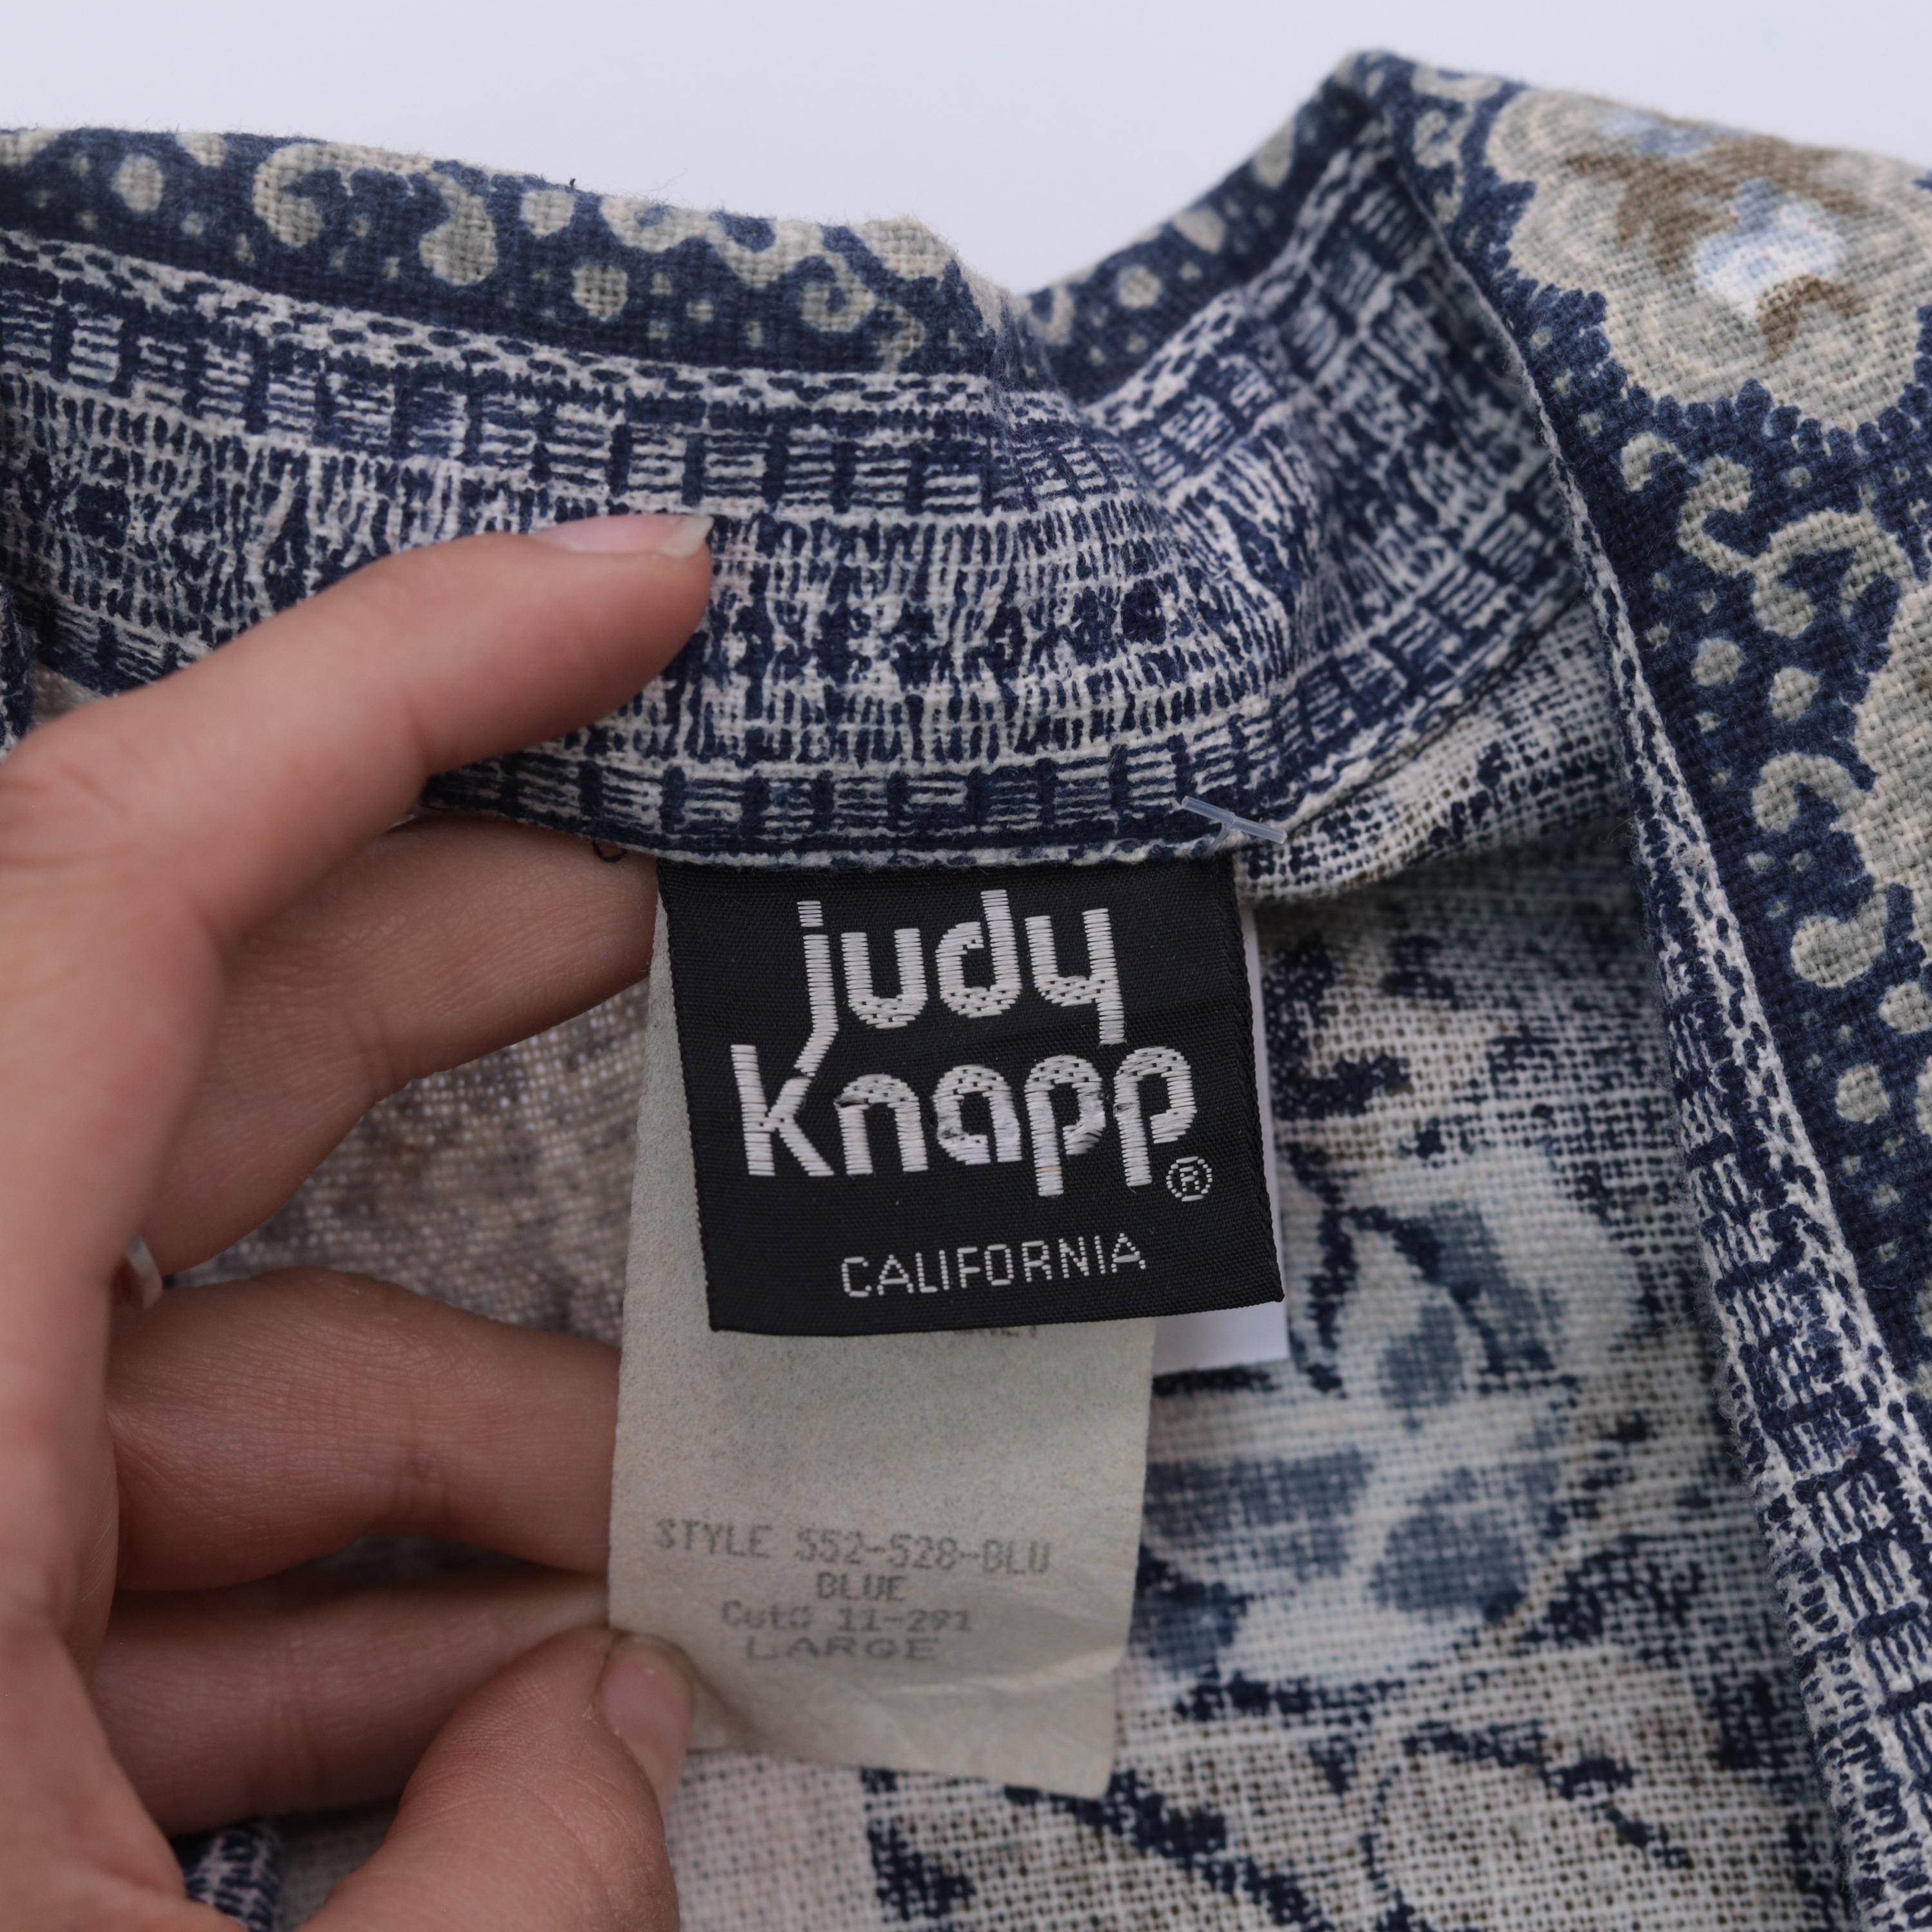 judy
knapp®
CALIFORNIA
STYLE 552-528-BLU
BLUE
Cut# 11-291
LARGE